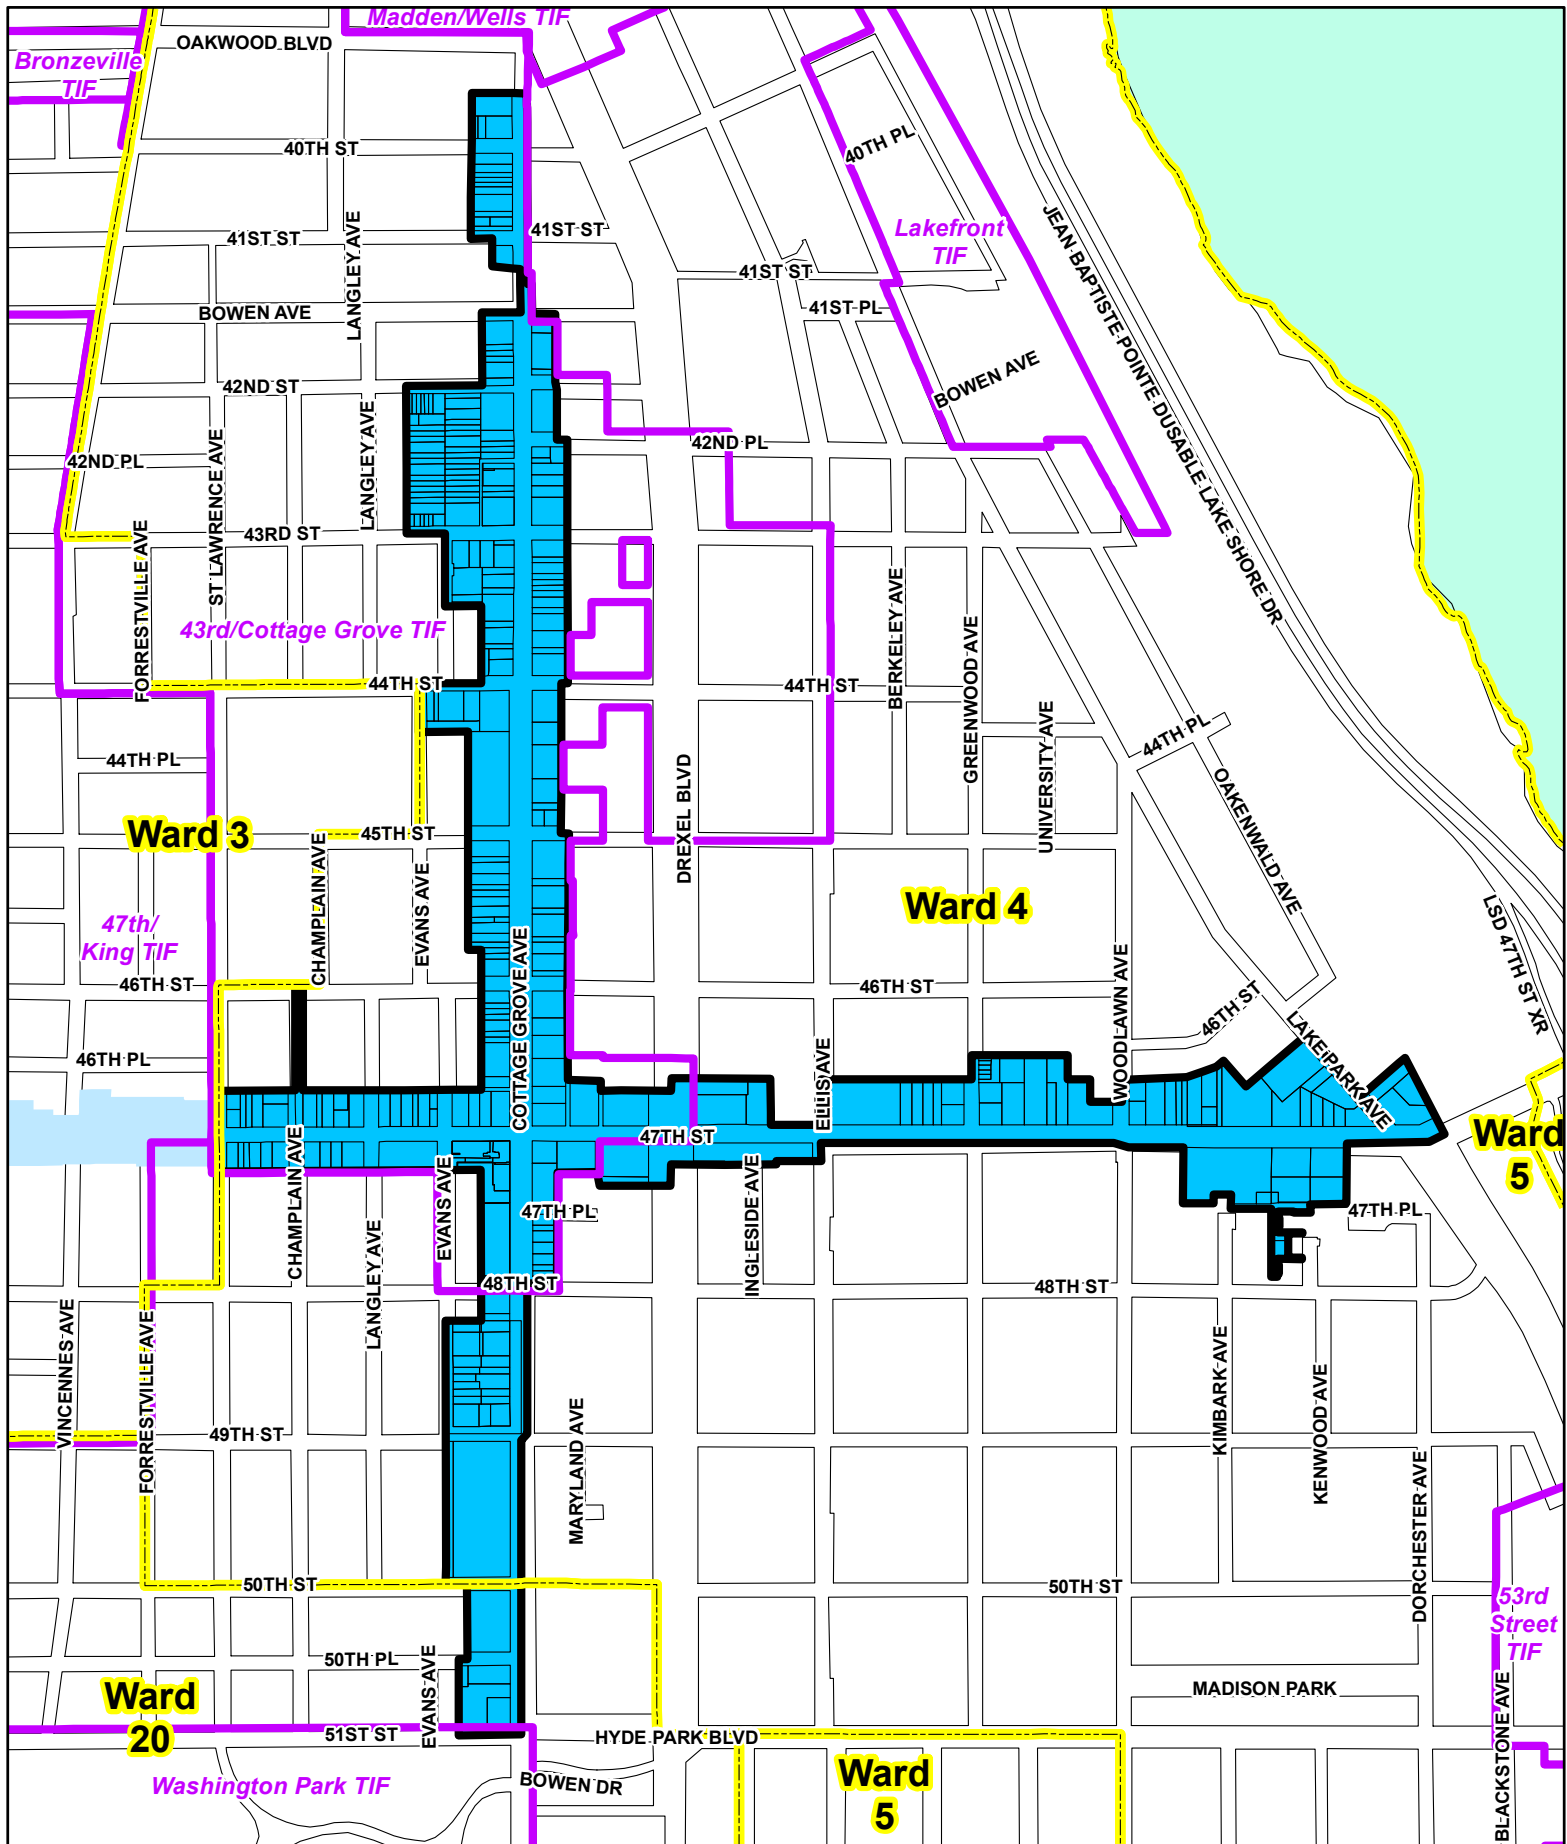 Madden/Wells TIF
OAKWOOD BLVD
Bronzeville
TIF
40TH PL
40TH ST
LANGLEY AVE
41ST ST
41ST ST
Lakefront
TIF
JEAN BAPTISTE POINTE DUSABLE LAKE SHORE DR
41ST ST
41ST PL
BOWEN AVE
BOWEN AVE
42ND ST
LANGLEY AVE
ST LAWRENCE AVE
42ND PL
42ND PL
43RD ST
FORRESTVILLE AVE
43rd/Cottage Grove TIF
BERKELEY AVE
GREENWOOD AVE
44TH ST
44TH ST
UNIVERSITY AVE
44TH PL
44TH PL
OAKENWALD AVE
DREXEL BLVD
Ward 3
45TH ST
CHAMPLAIN AVE
EVANS AVE
Ward 4
47th/
King TIF
COTTAGE GROVE AVE
LSD 47TH ST XR
46TH ST
46TH ST
WOODLAWN AVE
46TH ST
LAKE PARK AVE
46TH PL
ELLIS AVE
47TH ST
Ward
5
CHAMPLAIN AVE
EVANS AVE
LANGLEY AVE
47TH PL
INGLESIDE AVE
47TH PL
48TH ST
48TH ST
VINCENNES AVE
FORRESTVILLE AVE
KIMBARK AVE
KENWOOD AVE
MARYLAND AVE
49TH ST
DORCHESTER AVE
50TH ST
50TH ST
53rd
Street
TIF
50TH PL
EVANS AVE
Ward
20
MADISON PARK
BLACKSTONE AVE
51ST ST
HYDE PARK BLVD
Washington Park TIF
BOWEN DR
Ward
5